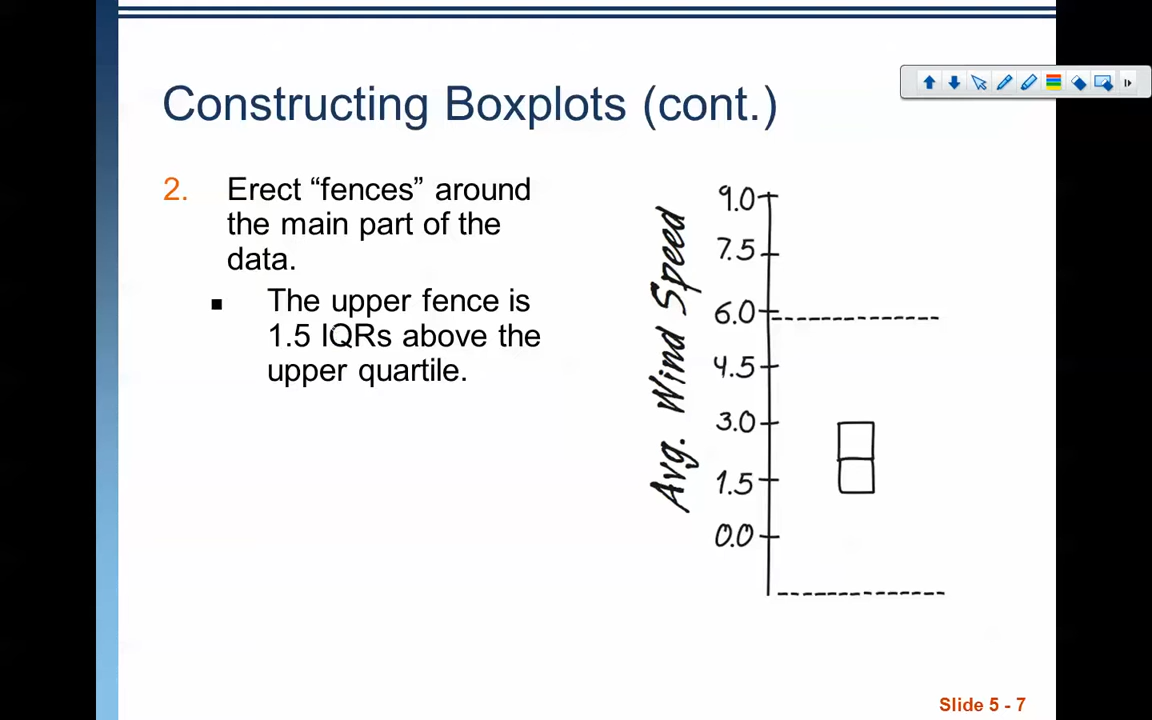 Constructing Boxplots (cont.)
2. Erect “fences” around
the main part of the
data.
■ The upper fence is
1.5 IQRs above the
upper quartile.
Avg. Wind Speed
9.0
7.5
6.0
4.5
3.0
1.5
0.0
Slide 5 - 7